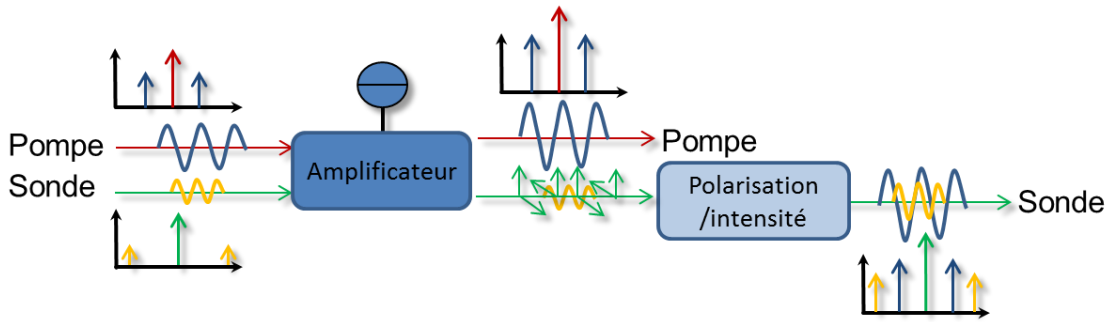 Pompe
Sonde
Amplificateur
Pompe
Polarisation
/intensité
Sonde